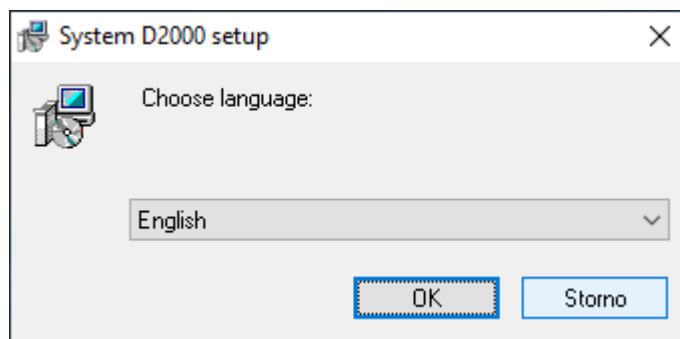 System D2000 setup
Choose language:
English
OK
Storno